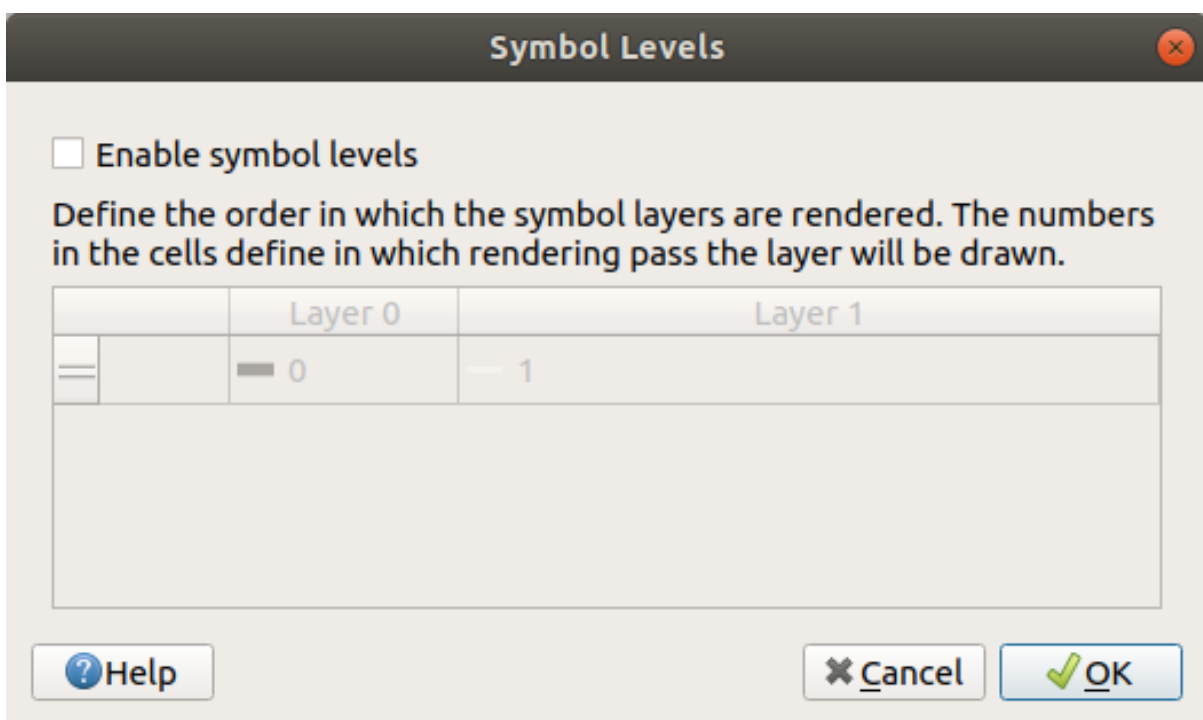 Symbol Levels
Enable symbol levels
Define the order in which the symbol layers are rendered. The numbers
in the cells define in which rendering pass the layer will be drawn.
Layer 0 Layer 1
0 1
Help Cancel OK